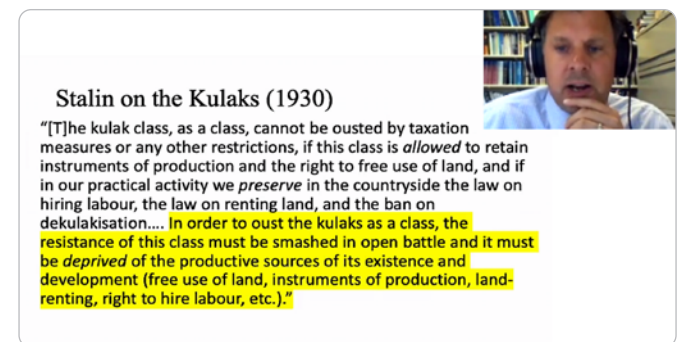 Stalin on the Kulaks (1930)
“[T]he kulak class, as a class, cannot be ousted by taxation
measures or any other restrictions, if this class is allowed to retain
instruments of production and the right to free use of land, and if
in our practical activity we preserve in the countryside the law on
hiring labour, the law on renting land, and the ban on
dekulakisation.... In order to oust the kulaks as a class, the
resistance of this class must be smashed in open battle and it must
be deprived of the productive sources of its existence and
development (free use of land, instruments of production, land-
renting, right to hire labour, etc.).”